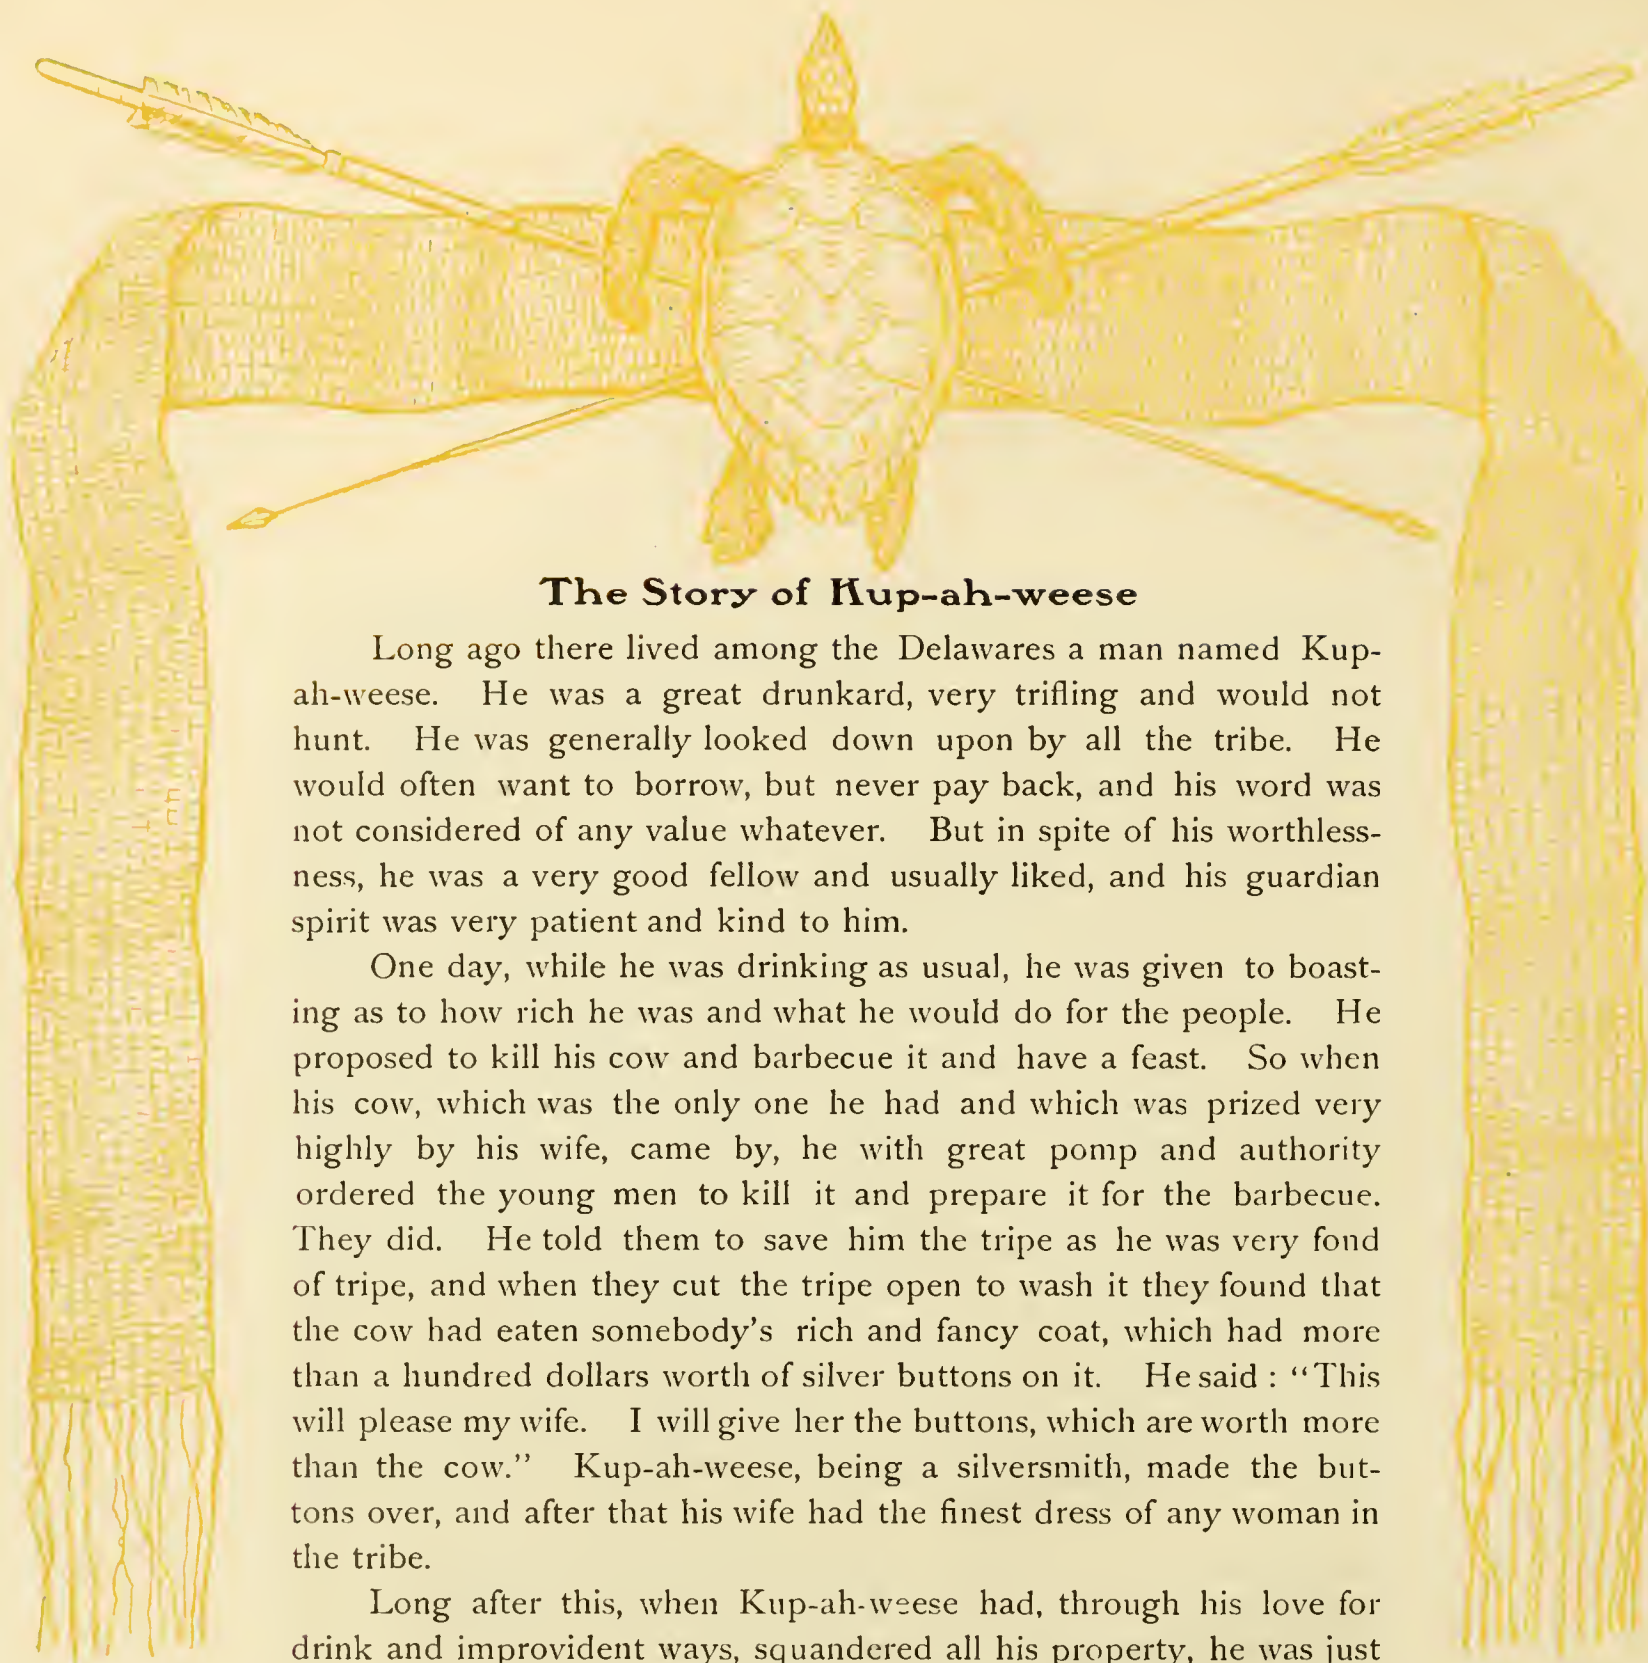 The Story of Kup-ah-weese
Long ago there lived among the Delawares a man named Kup-
ah-weese. He was a great drunkard, very trifling and would not
hunt. He was generally looked down upon by all the tribe. He
would often want to borrow, but never pay back, and his word was
not considered of any value whatever. But in spite of his worthless-
ness, he was a very good fellow and usually liked, and his guardian
spirit was very patient and kind to him.
One day, while he was drinking as usual, he was given to boast-
ing as to how rich he was and what he would do for the people. He
proposed to kill his cow and barbecue it and have a feast. So when
his cow, which was the only one he had and which was prized very
highly by his wife, came by, he with great pomp and authority
ordered the young men to kill it and prepare it for the barbecue.
They did. He told them to save him the tripe as he was very fond
of tripe, and when they cut the tripe open to wash it they found that
the cow had eaten somebody's rich and fancy coat, which had more
than a hundred dollars worth of silver buttons on it. He said : "This
will please my wife. I will give her the buttons, which are worth more
than the cow." Kup-ah-weese, being a silversmith, made the but-
tons over, and after that his wife had the finest dress of any woman in
the tribe.
Long after this, when Kup-ah-weese had, through his love for
drink and improvident ways, squandered all his property, he was just